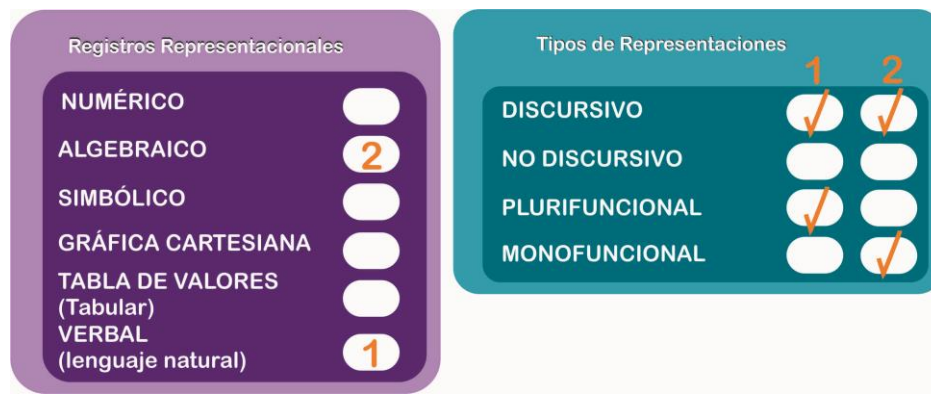 Registros Representacionales
NUMÉRICO
ALGEBRAICO 2
SIMBÓLICO
GRÁFICA CARTESIANA
TABLA DE VALORES
(Tabular)
VERBAL
(lenguaje natural) 1
Tipos de Representaciones
1 2
DISCURSIVO √ √
NO DISCURSIVO
PLURIFUNCIONAL √
MONOFUNCIONAL √